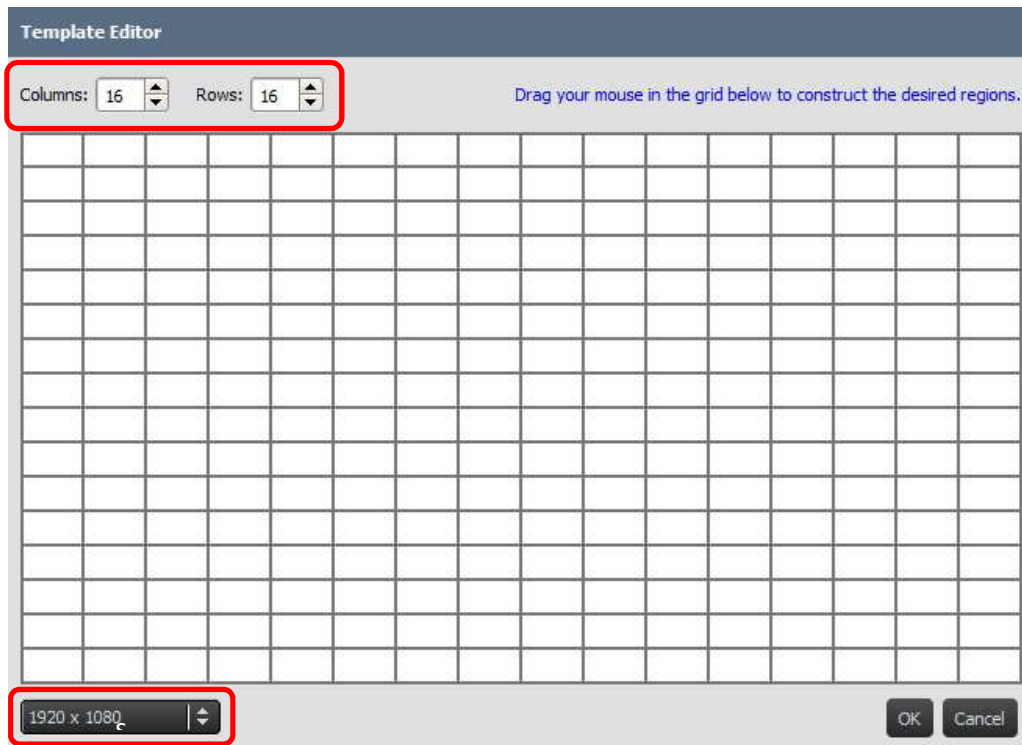 Template Editor
Columns: 16 Rows: 16 Drag your mouse in the grid below to construct the desired regions.
1920 x 1080 OK Cancel